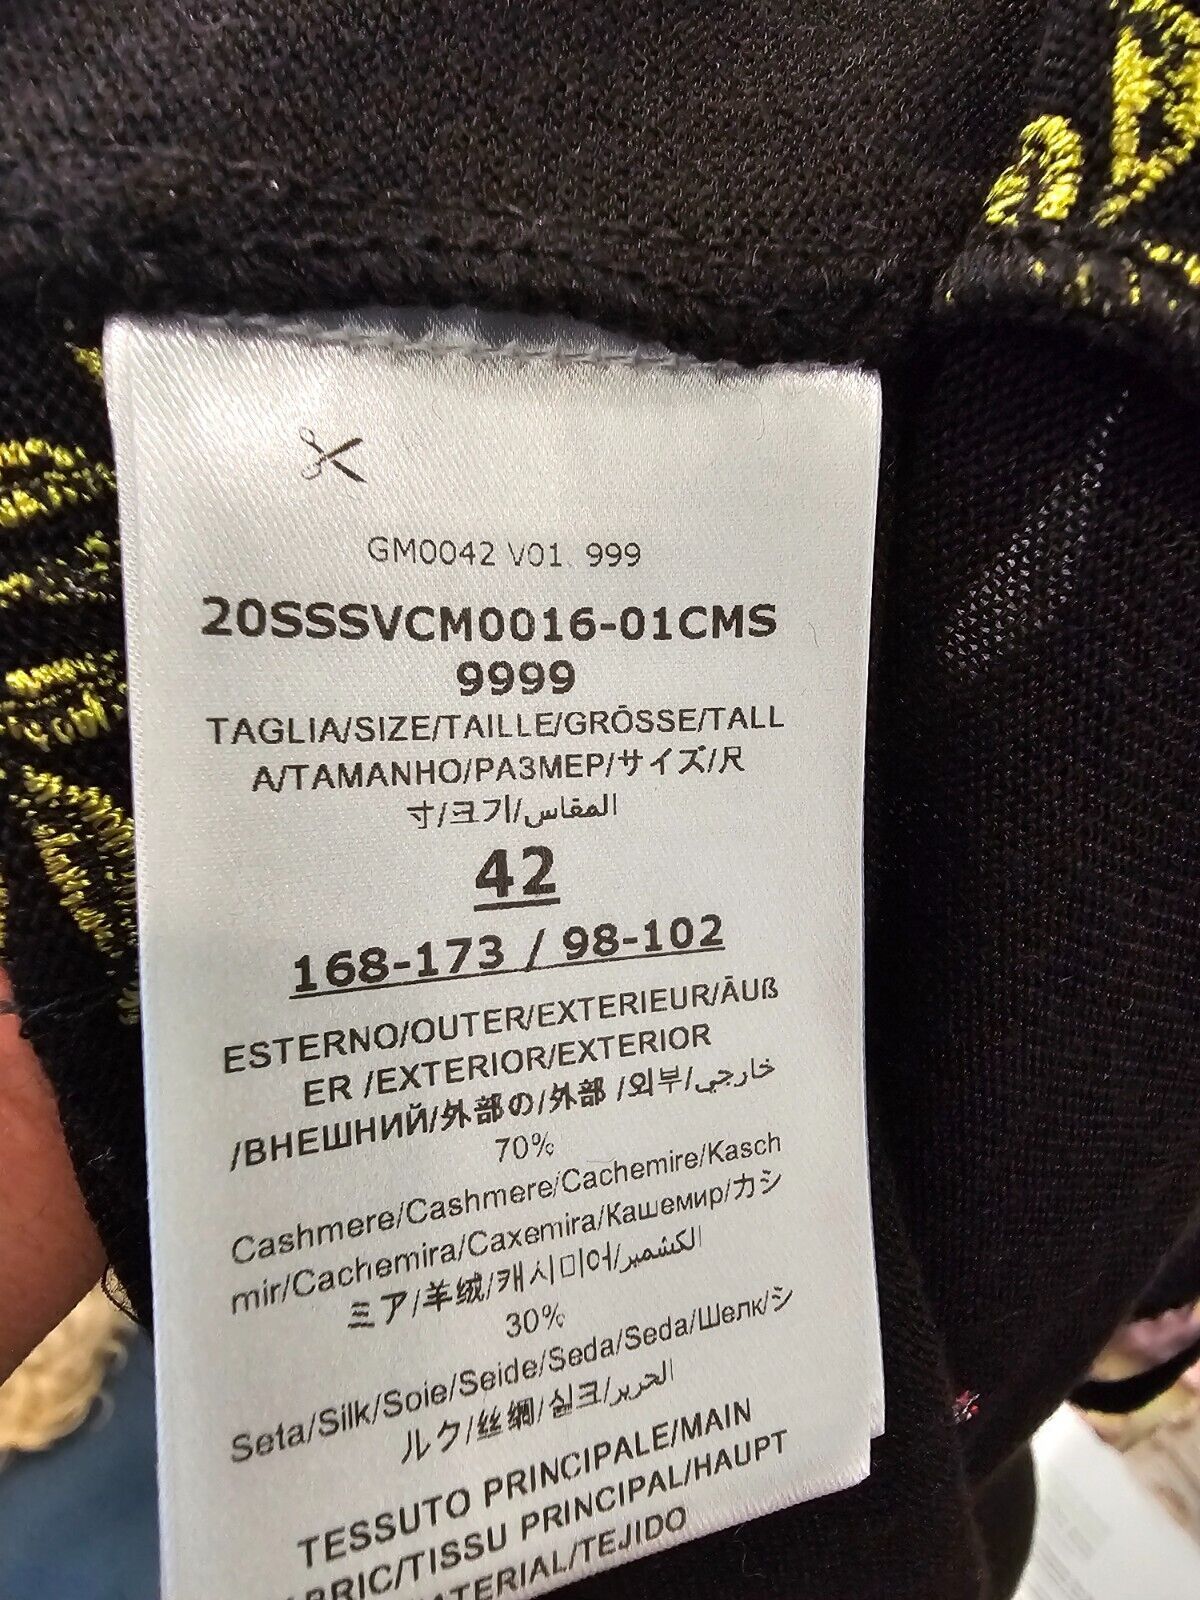 GM0042 V01 999
20SSSVCM0016-01CMS
9999
TAGLIA/SIZE/TAILLE/GRÖSSE/TALL
A/TAMANHO/РАЗМЕР/サイズ/尺
寸/크기/المقاس
42
168-173 / 98-102
ESTERNO/OUTER/EXTERIEUR/ÄUß
ER /EXTERIOR/EXTERIOR
/ВНЕШНИЙ/外部の/外部 /외부/خارجي
70%
Cashmere/Cashmere/Cachemire/Kasch
mir/Cachemira/Caxemira/Кашемир/カシ
ミア/羊绒/캐시미어/الكشمير
30%
Seta/Silk/Soie/Seide/Seda/Seda/Шелк/シ
ルク/丝绸/실크/الحرير
TESSUTO PRINCIPALE/MAIN
ABRIC/TISSU PRINCIPAL/HAUPT
MATERIAL/TEJIDO